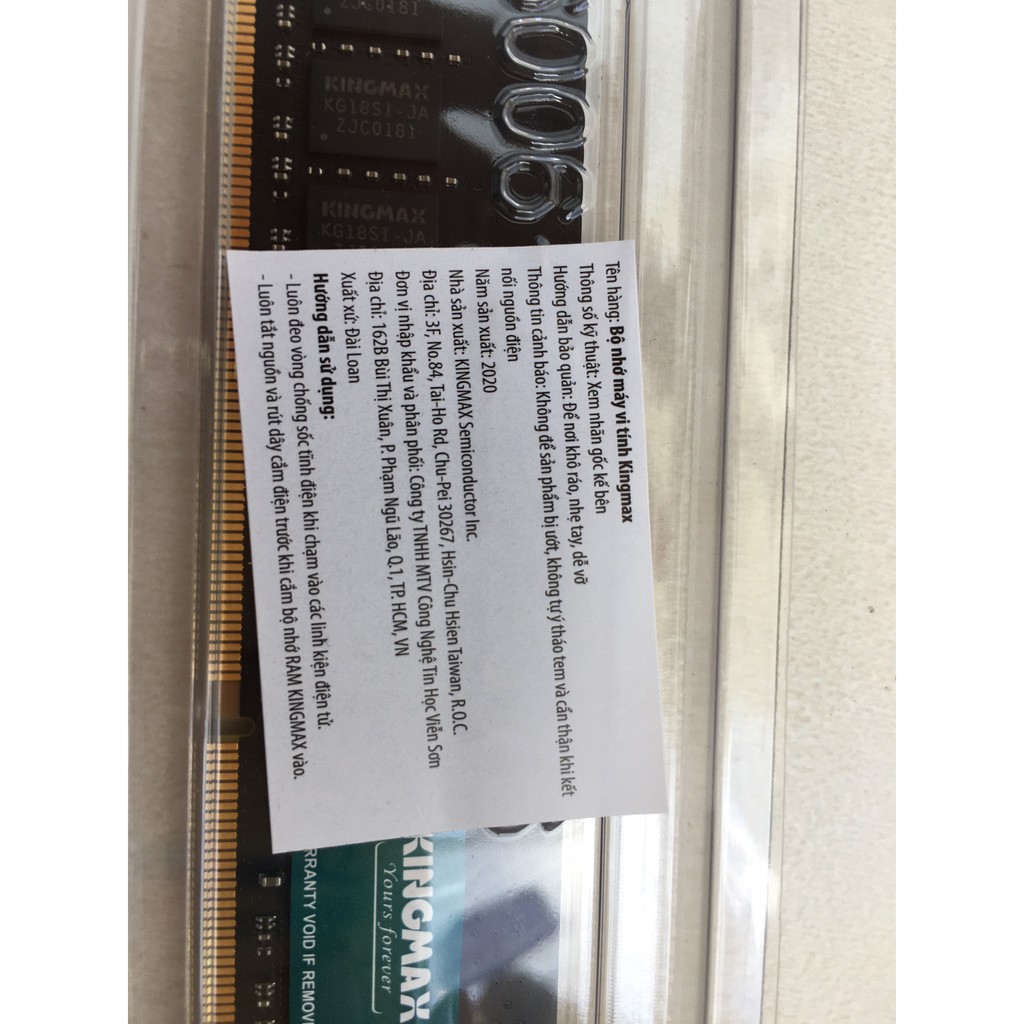 ZJC0181
KINGMAX
KG18S1-JA
ZJC0181
KINGMAX
KG18S1-JA
Tên hàng: Bộ nhớ máy vi tính Kingmax
Thông số kỹ thuật: Xem nhãn gốc kế bên
Hướng dẫn bảo quản: Để nơi khô ráo, nhẹ tay, dễ vỡ
Thông tin cảnh báo: Không để sản phẩm bị ướt, không tự ý tháo tem và cẩn thận khi kết
nối nguồn điện
Năm sản xuất: 2020
Nhà sản xuất: KINGMAX Semiconductor Inc.
Địa chỉ: 3F, No.84, Tai-Ho Rd, Chu-Pei 30267, Hsin-Chu Hsien Taiwan, R.O.C.
Đơn vị nhập khẩu và phân phối: Công ty TNHH MTV Công Nghệ Tin Học Viễn Sơn
Địa chỉ: 162B Bùi Thị Xuân, P. Phạm Ngũ Lão, Q.1, TP. HCM, VN
Xuất xứ: Đài Loan
Hướng dẫn sử dụng:
- Luôn đeo vòng chống sốc tĩnh điện khi chạm vào các linh kiện điện tử.
- Luôn tắt nguồn và rút dây cắm điện trước khi cắm bộ nhớ RAM KINGMAX vào.
KINGMAX
Yours forever
RRANTY VOID IF REMOV